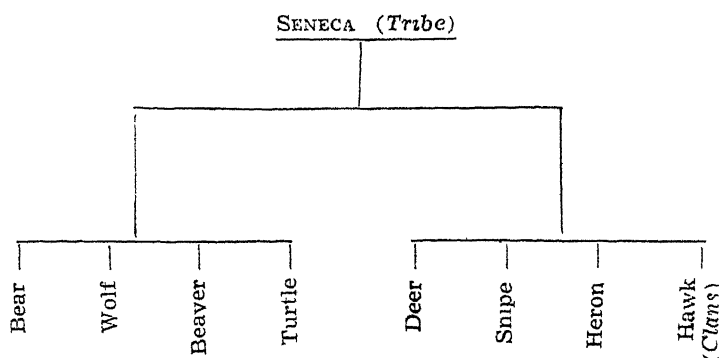 SENECA (Tribe)
Bear
Wolf
Beaver
Turtle
Deer
Snipe
Heron
Hawk
(Clans)